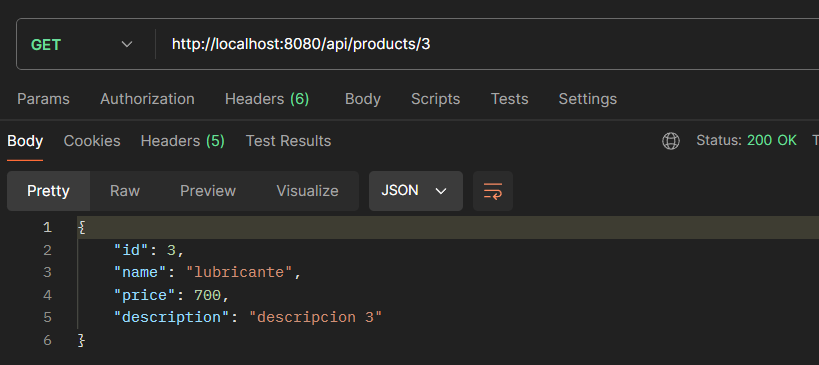 GET http://localhost:8080/api/products/3
Params Authorization Headers (6) Body Scripts Tests Settings
Body Cookies Headers (5) Test Results Status: 200 OK
Pretty Raw Preview Visualize JSON
1 {
2 "id": 3,
3 "name": "lubricante",
4 "price": 700,
5 "description": "descripcion 3"
6 }